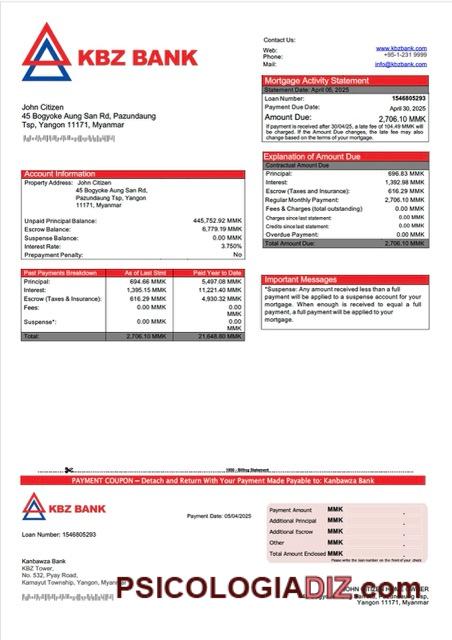 KBZ BANK
Contact Us:
Web: www.kbzbank.com
Phone: +95-1-231 9999
Mail: info@kbzbank.com
Mortgage Activity Statement
Statement Date: April 05, 2025
Loan Number: 1546805293
Payment Due Date: April 30, 2025
Amount Due: 2,706.10 MMK
If payment is received after 30/04/25, a late fee of 104.49 MMK will
be charged. If the Amount Due changes, the late fee may also
change based on the terms of your mortgage.
John Citizen
45 Bogyoke Aung San Rd, Pazundaung
Tsp, Yangon 11171, Myanmar
Explanation of Amount Due
Contractual Amount Due
Principal: 696.83 MMK
Interest: 1,392.98 MMK
Escrow (Taxes and Insurance): 616.29 MMK
Regular Monthly Payment: 2,706.10 MMK
Fees & Charges (total outstanding) 0.00 MMK
Charges since last statement: 0.00 MMK
Credits since last statement: 0.00 MMK
Overdue Payment: 0.00 MMK
Total Amount Due: 2,706.10 MMK
Account Information
Property Address: John Citizen
45 Bogyoke Aung San Rd,
Pazundaung Tsp, Yangon
11171, Myanmar
Unpaid Principal Balance: 445,752.92 MMK
Escrow Balance: 6,779.19 MMK
Suspense Balance: 0.00 MMK
Interest Rate: 3.750%
Prepayment Penalty: No
Past Payments Breakdown As of Last Stmt Paid Year to Date
Principal: 694.66 MMK 5,497.08 MMK
Interest: 1,395.15 MMK 11,221.40 MMK
Escrow (Taxes & Insurance): 616.29 MMK 4,930.32 MMK
Fees: 0.00 MMK 0.00
MMK
Suspense*: 0.00 MMK 0.00
MMK
Total: 2,706.10 MMK 21,648.80 MMK
Important Messages
*Suspense: Any amount received less than a full
payment will be applied to a suspense account for your
mortgage. When enough is received to equal a full
payment, a full payment will be applied to your
mortgage.
Billing Statement
PAYMENT COUPON – Detach and Return With Your Payment Made Payable to: Kanbawza Bank
KBZ BANK
Payment Date: 05/04/2025
Loan Number: 1546805293
Payment Amount MMK .
Additional Principal MMK .
Additional Escrow MMK .
Other MMK .
Total Amount Enclosed MMK .
Please write the loan number on the front of your check
Kanbawza Bank
KBZ Tower,
No. 532, Pyay Road,
Kamayut Township, Yangon, Myanmar
JOHN CITIZEN HOME OWNER
Tsp,
Yangon 11171, Myanmar
PSICOLOGIADIZ.com